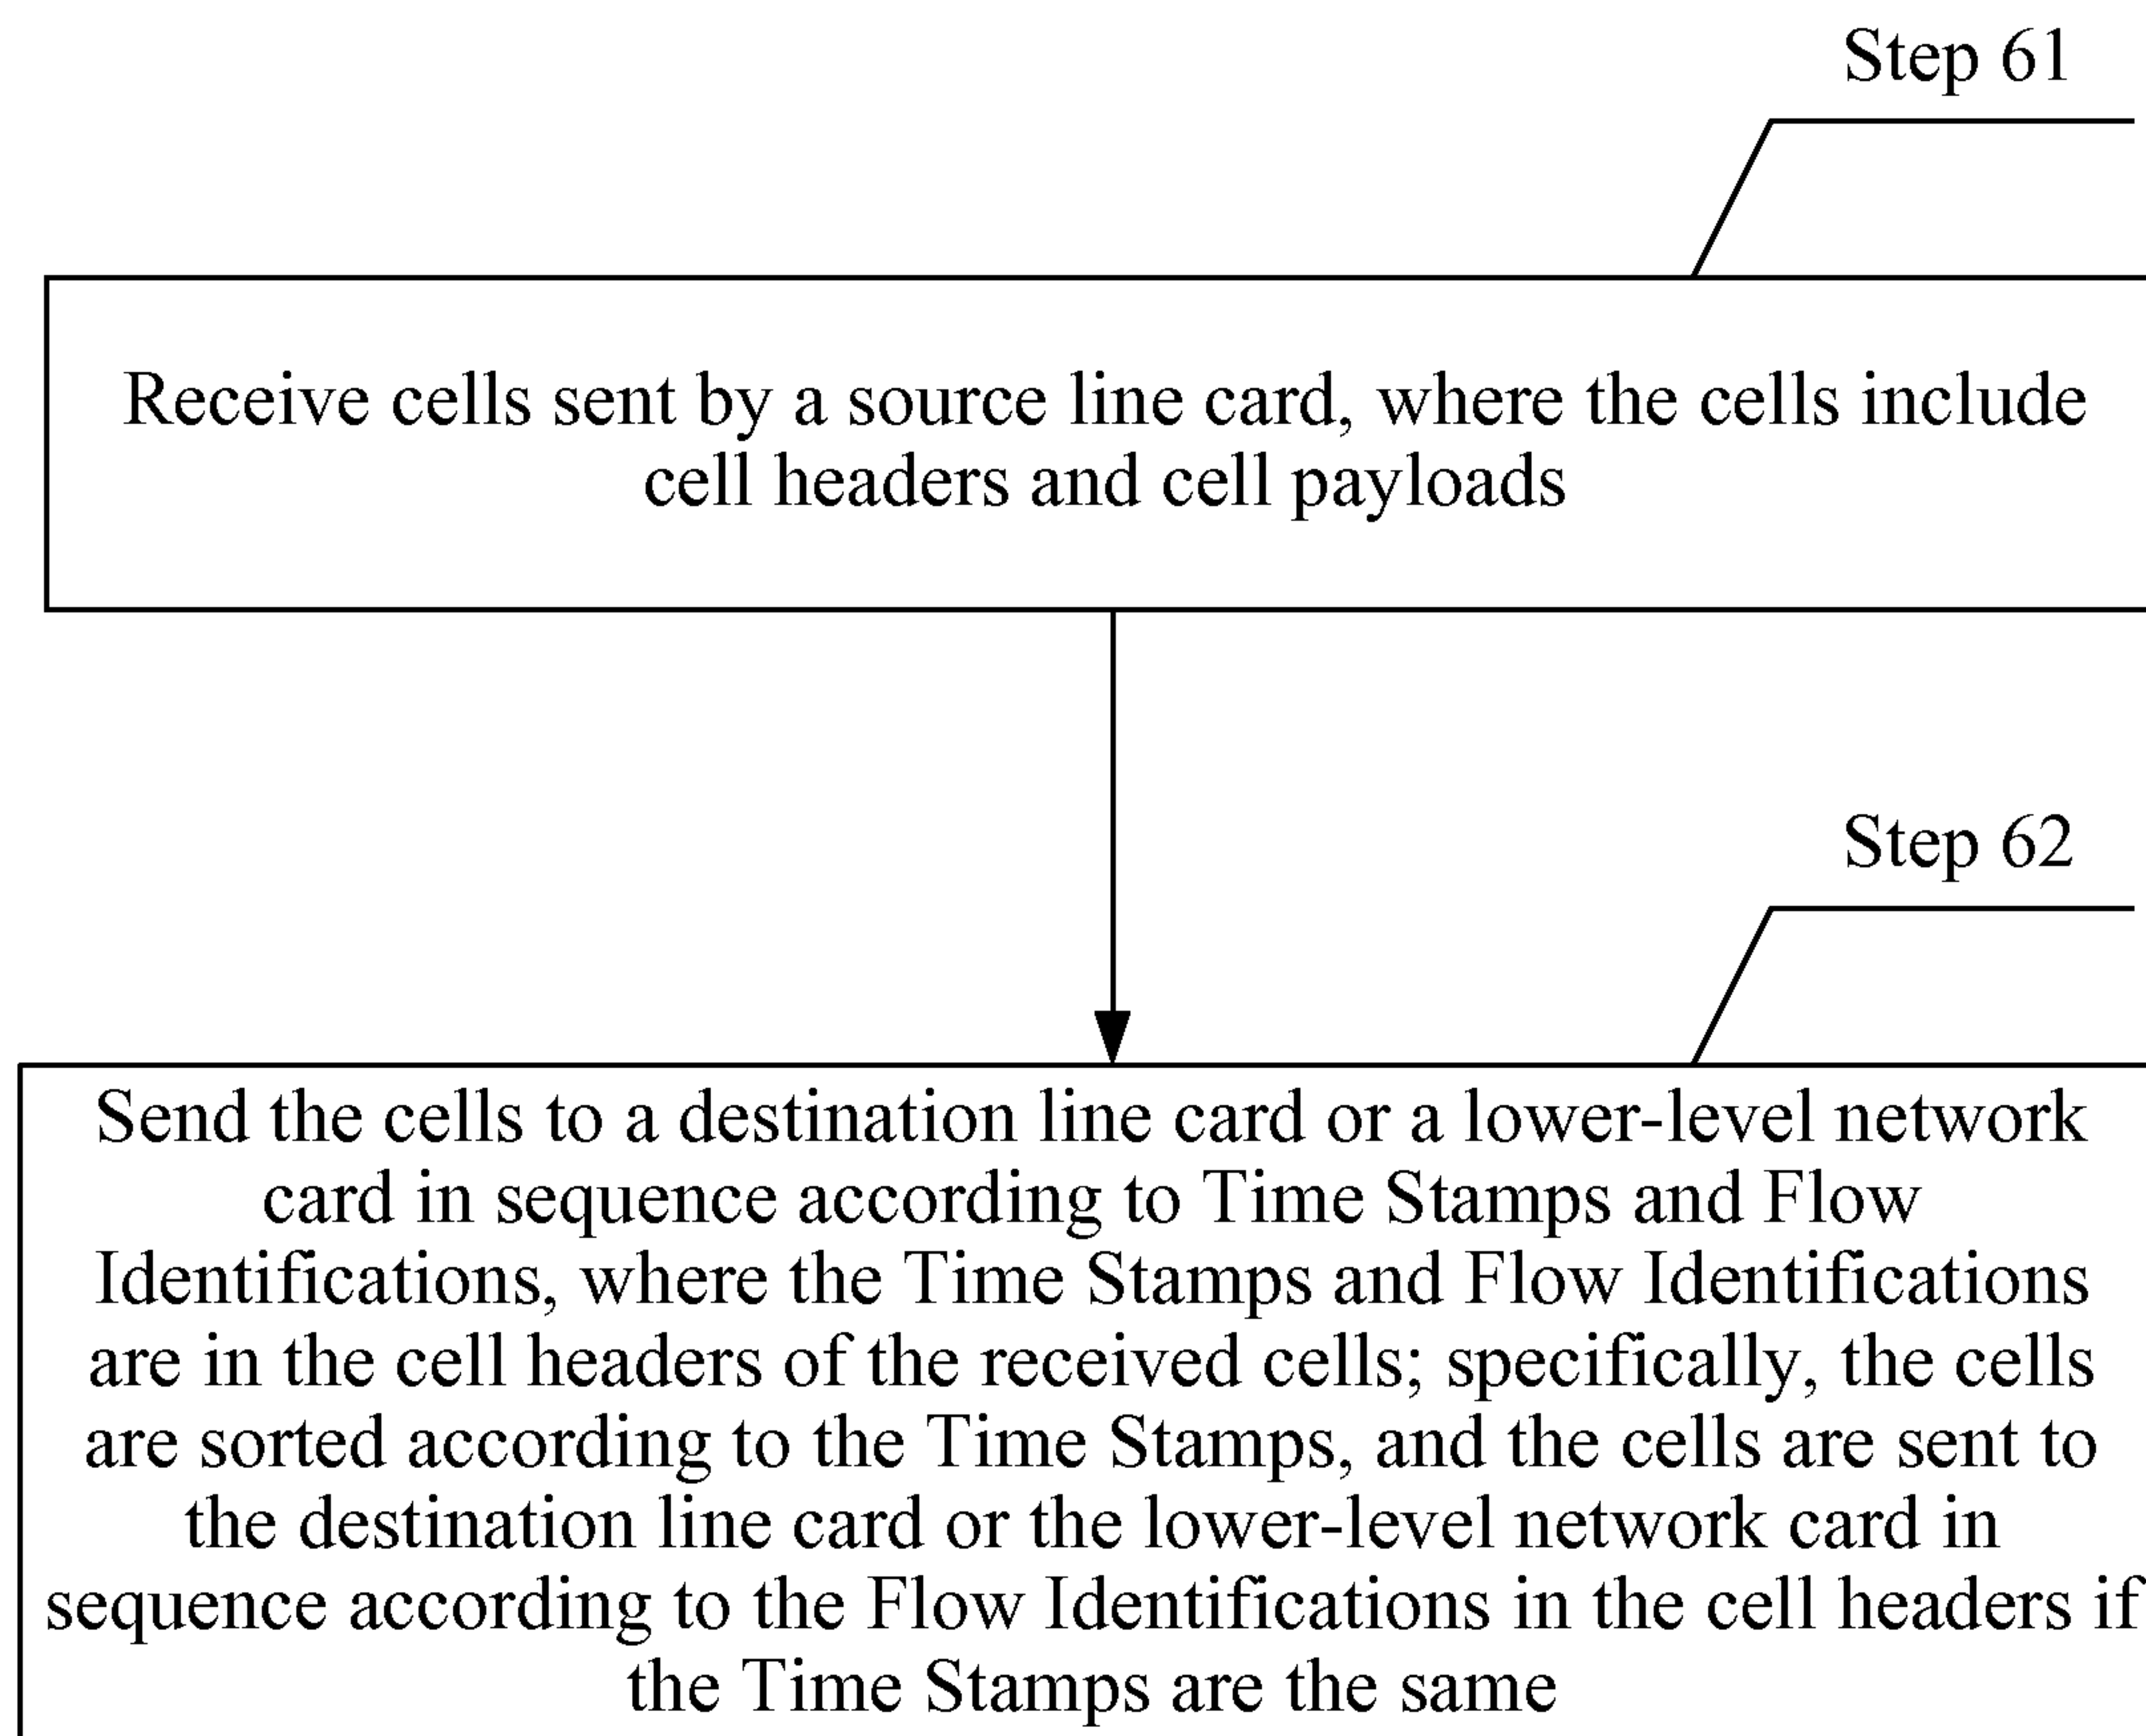 Step 61
Receive cells sent by a source line card, where the cells include
cell headers and cell payloads
Step 62
Send the cells to a destination line card or a lower-level network
card in sequence according to Time Stamps and Flow
Identifications, where the Time Stamps and Flow Identifications
are in the cell headers of the received cells; specifically, the cells
are sorted according to the Time Stamps, and the cells are sent to
the destination line card or the lower-level network card in
sequence according to the Flow Identifications in the cell headers if
the Time Stamps are the same